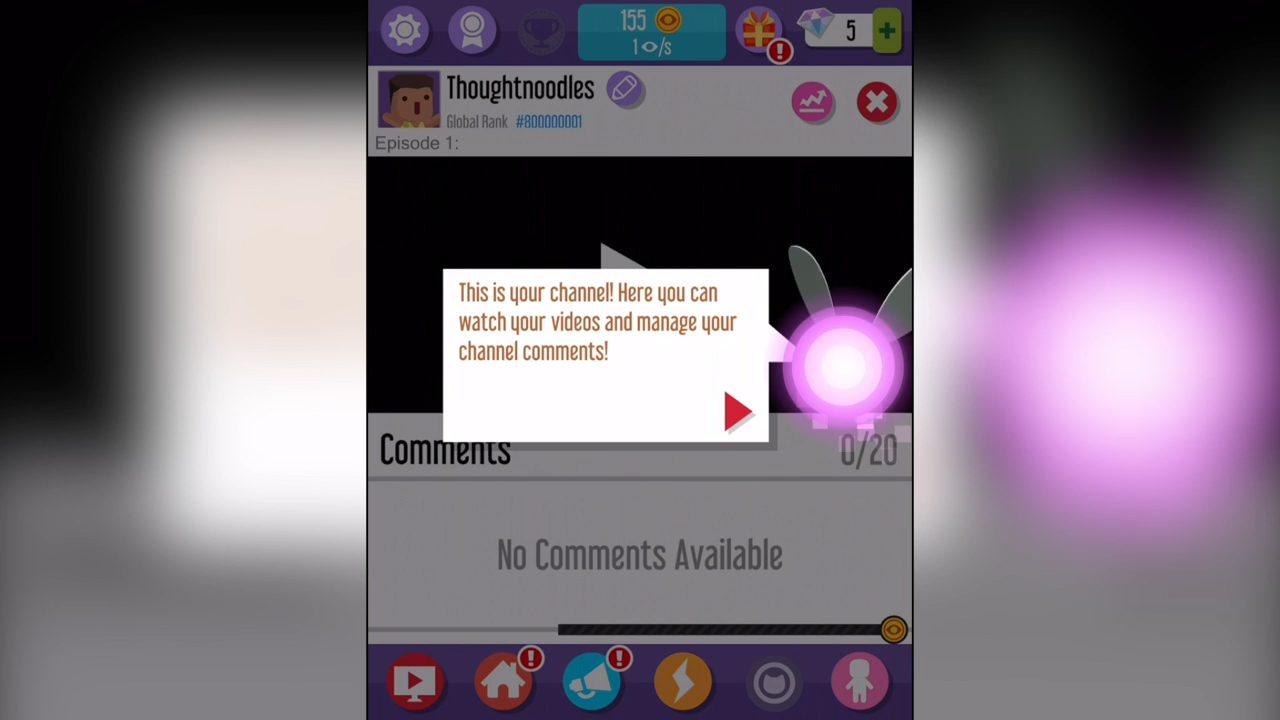 155
1 /s
5
Thoughtnoodles
Global Rank #800000001
Episode 1:
This is your channel! Here you can
watch your videos and manage your
channel comments!
Comments 0/20
No Comments Available